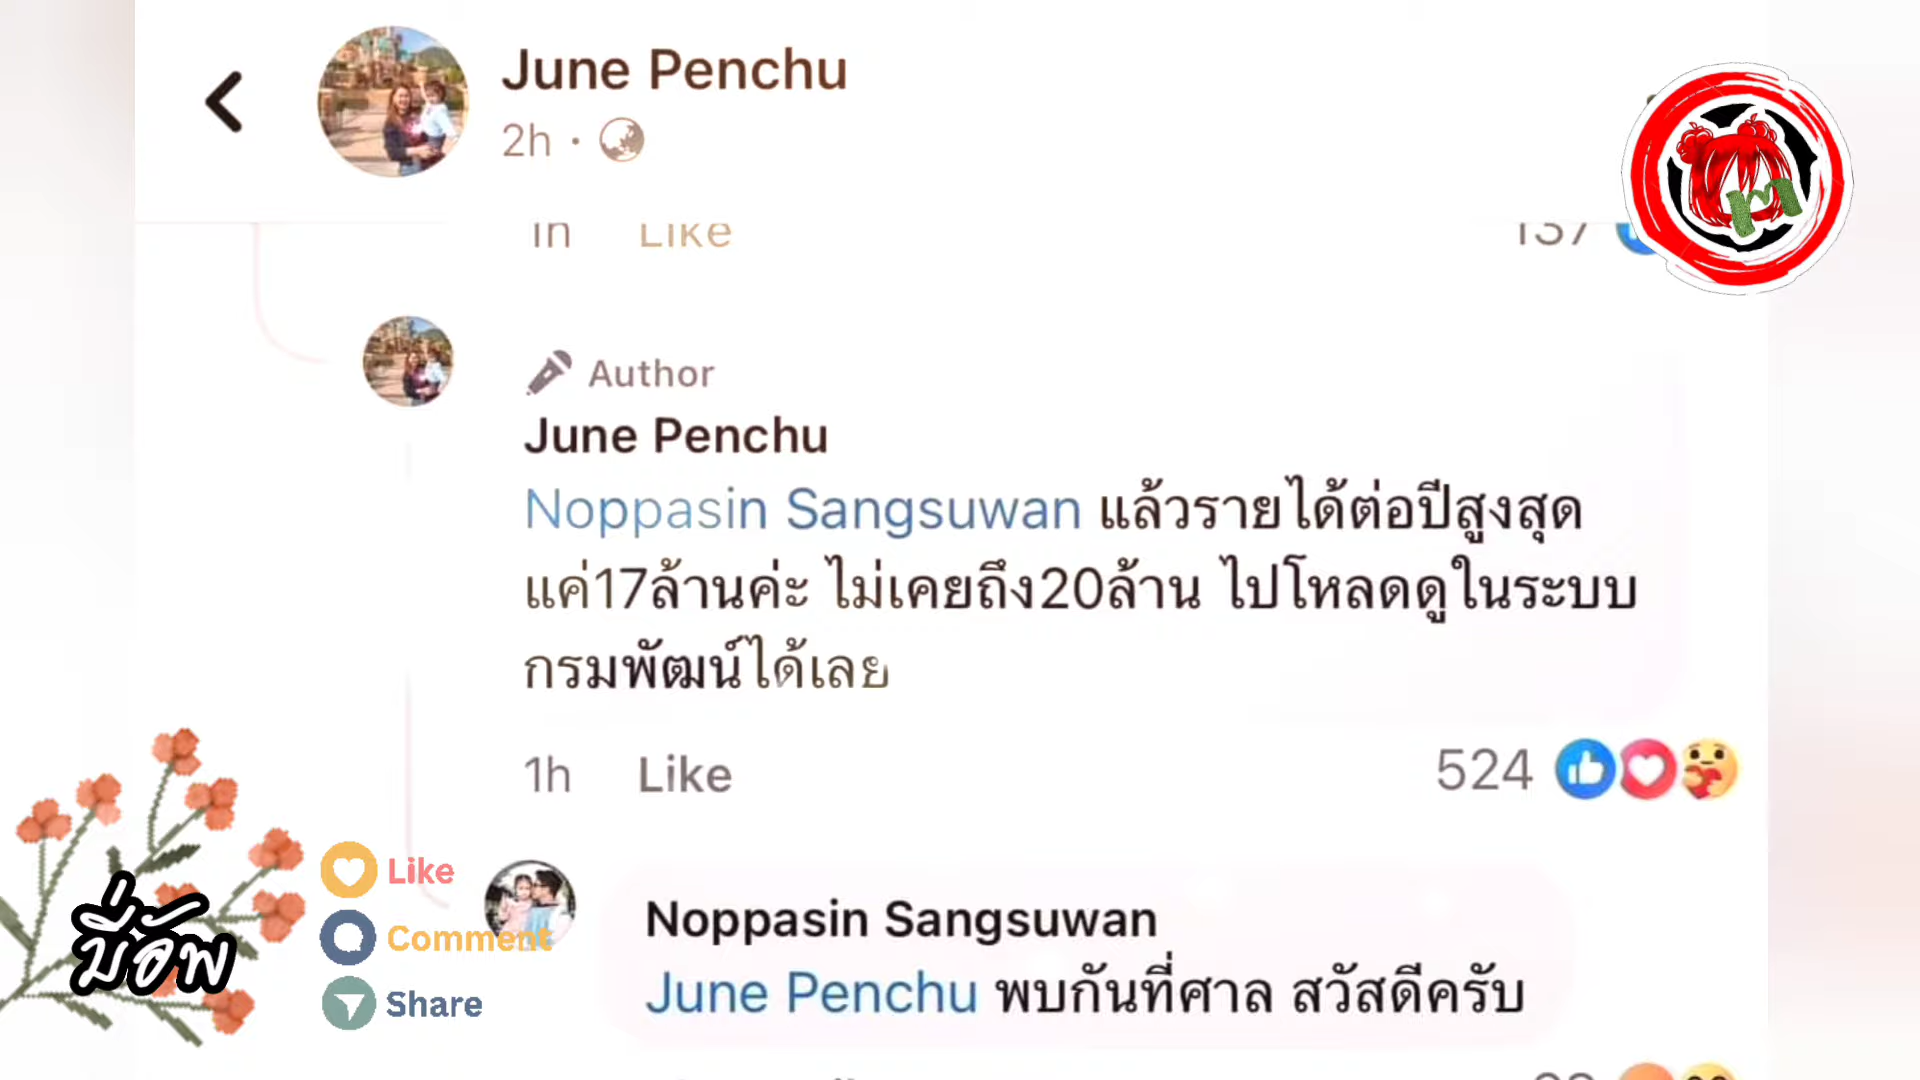 June Penchu
2h
1h Like 137
Author
June Penchu
Noppasin Sangsuwan แล้วรายได้ต่อปีสูงสุด
แค่17ล้านค่ะ ไม่เคยถึง20ล้าน ไปโหลดดูในระบบ
กรมพัฒน์ได้เลย
1h Like 524
Noppasin Sangsuwan
June Penchu พบกันที่ศาล สวัสดีครับ
บี่อัพ
Like
Comment
Share